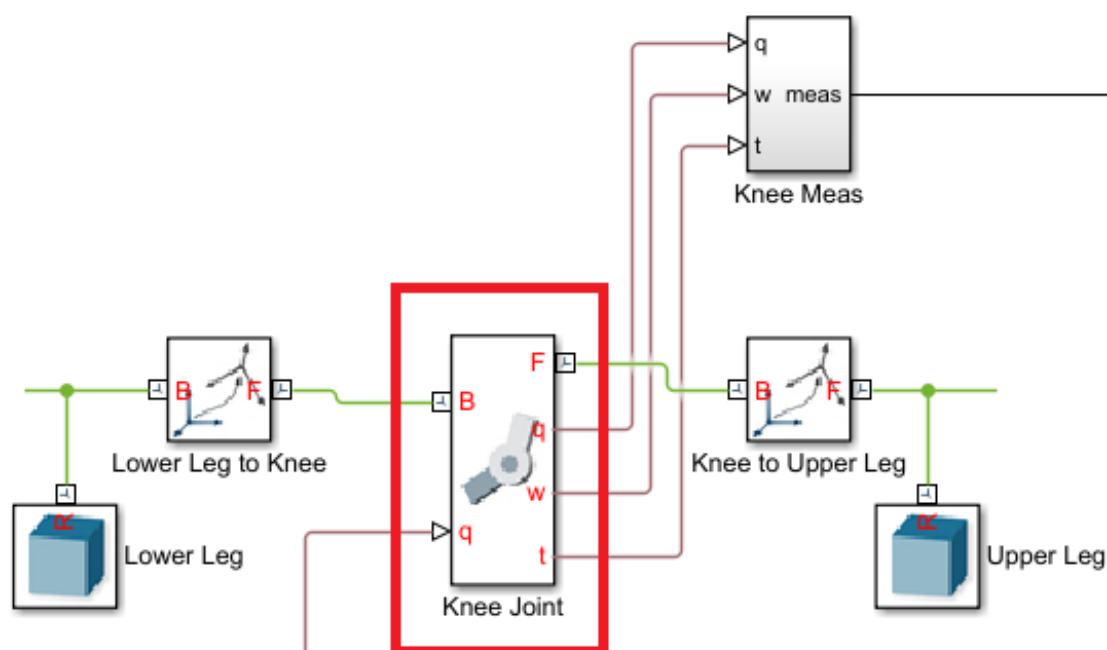 q
w meas
t
Knee Meas
B F
Lower Leg to Knee
R
Lower Leg
F
B
q
w
q
t
Knee Joint
B F
Knee to Upper Leg
R
Upper Leg